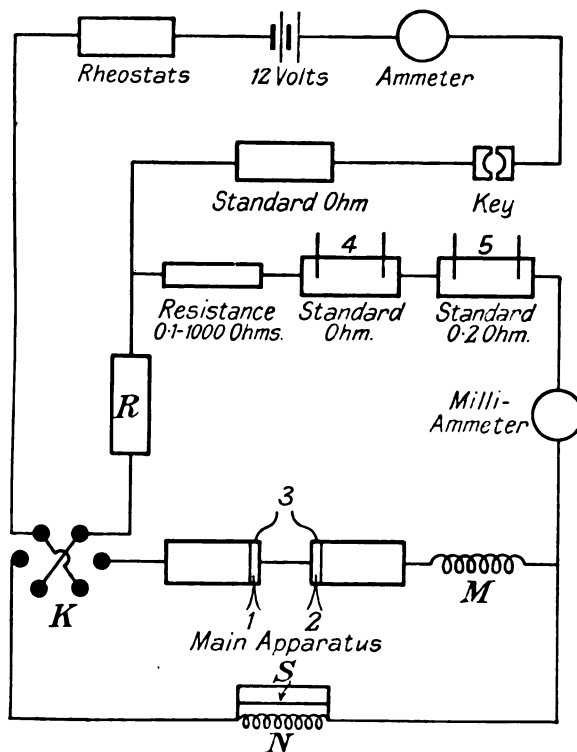 Rheostats
12 Volts
Ammeter
Standard Ohm
Key
4
5
Resistance
0·1-1000 Ohms.
Standard
Ohm.
Standard
0·2 Ohm.
R
Milli-
Ammeter
3
K
1
2
M
Main Apparatus
S
N